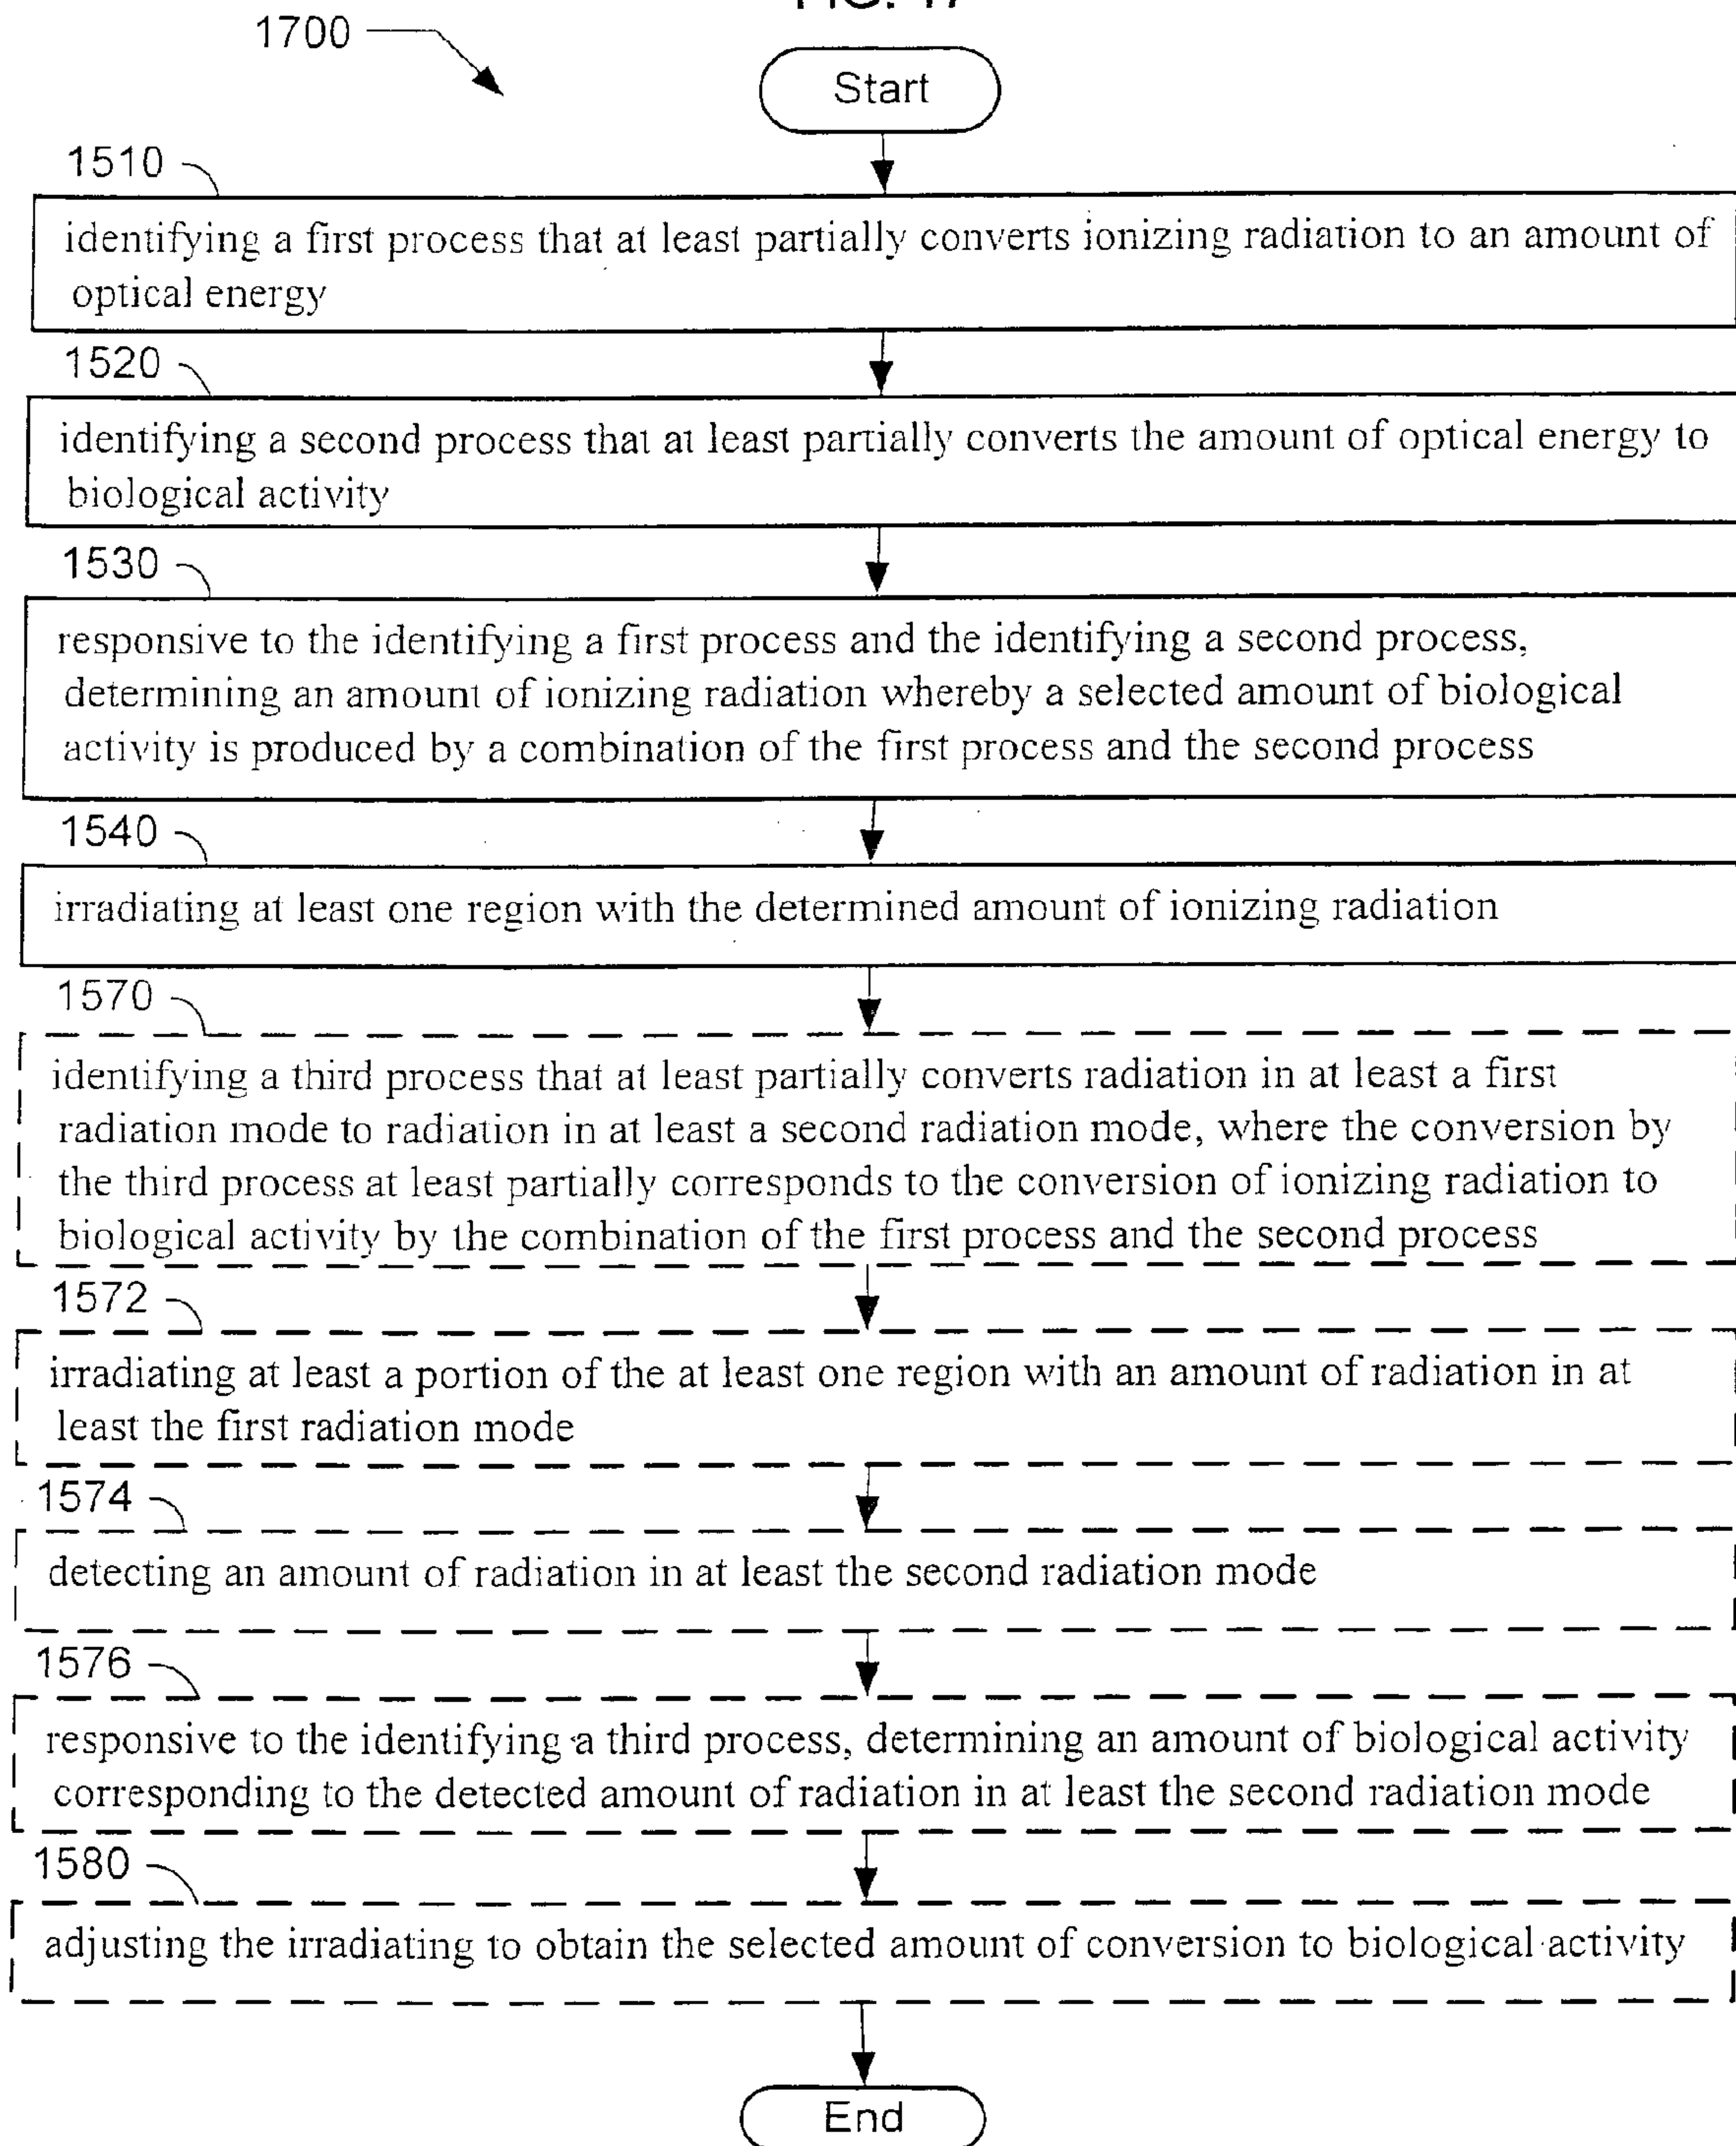 1700
Start
1510
identifying a first process that at least partially converts ionizing radiation to an amount of
optical energy
1520
identifying a second process that at least partially converts the amount of optical energy to
biological activity
1530
responsive to the identifying a first process and the identifying a second process,
determining an amount of ionizing radiation whereby a selected amount of biological
activity is produced by a combination of the first process and the second process
1540
irradiating at least one region with the determined amount of ionizing radiation
1570
identifying a third process that at least partially converts radiation in at least a first
radiation mode to radiation in at least a second radiation mode, where the conversion by
the third process at least partially corresponds to the conversion of ionizing radiation to
biological activity by the combination of the first process and the second process
1572
irradiating at least a portion of the at least one region with an amount of radiation in at
least the first radiation mode
1574
detecting an amount of radiation in at least the second radiation mode
1576
responsive to the identifying a third process, determining an amount of biological activity
corresponding to the detected amount of radiation in at least the second radiation mode
1580
adjusting the irradiating to obtain the selected amount of conversion to biological activity
End